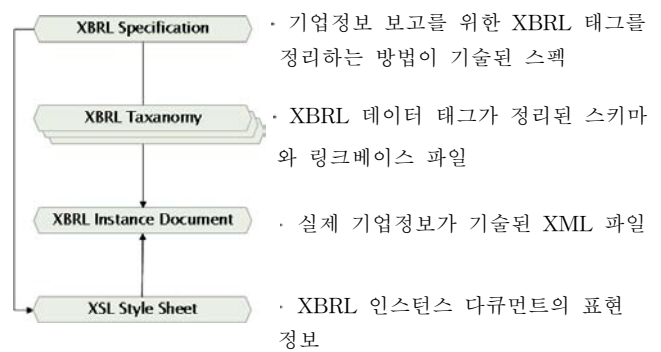 XBRL Specification
· 기업정보 보고를 위한 XBRL 태그를
정리하는 방법이 기술된 스펙
XBRL Taxanomy
· XBRL 데이터 태그가 정리된 스키마
와 링크베이스 파일
XBRL Instance Document
· 실제 기업정보가 기술된 XML 파일
XSL Style Sheet
· XBRL 인스턴스 다큐먼트의 표현
정보